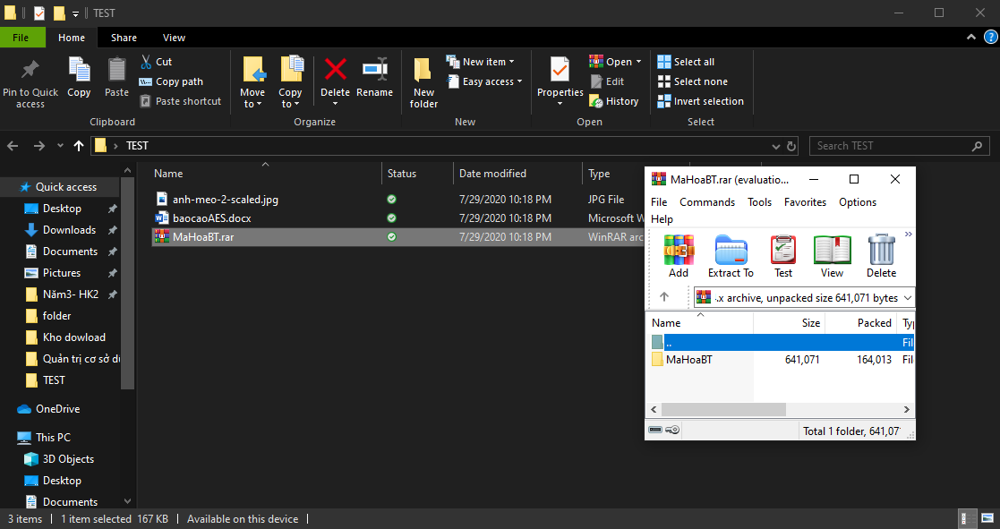 TEST
File Home Share View
Pin to Quick access
Copy
Paste
Cut
Copy path
Paste shortcut
Clipboard
Move to
Copy to
Delete
Rename
Organize
New folder
New item
Easy access
New
Properties
Open
Edit
History
Open
Select all
Select none
Invert selection
Select
TEST
Search TEST
Quick access
Desktop
Downloads
Documents
Pictures
Năm3- HK2
folder
Kho dowload
Quản trị cơ sở dữ
TEST
OneDrive
This PC
3D Objects
Desktop
Documents
Name Status Date modified Type
anh-meo-2-scaled.jpg 7/29/2020 10:18 PM JPG File
baocaoAES.docx 7/29/2020 10:18 PM Microsoft W
MaHoaBT.rar 7/29/2020 10:18 PM WinRAR arc
MaHoaBT.rar (evaluatio...
File Commands Tools Favorites Options
Help
Add Extract To Test View Delete
.x archive, unpacked size 641,071 bytes
Name Size Packed Ty
.. Fil
MaHoaBT 641,071 164,013 Fil
Total 1 folder, 641,07
3 items 1 item selected 167 KB Available on this device